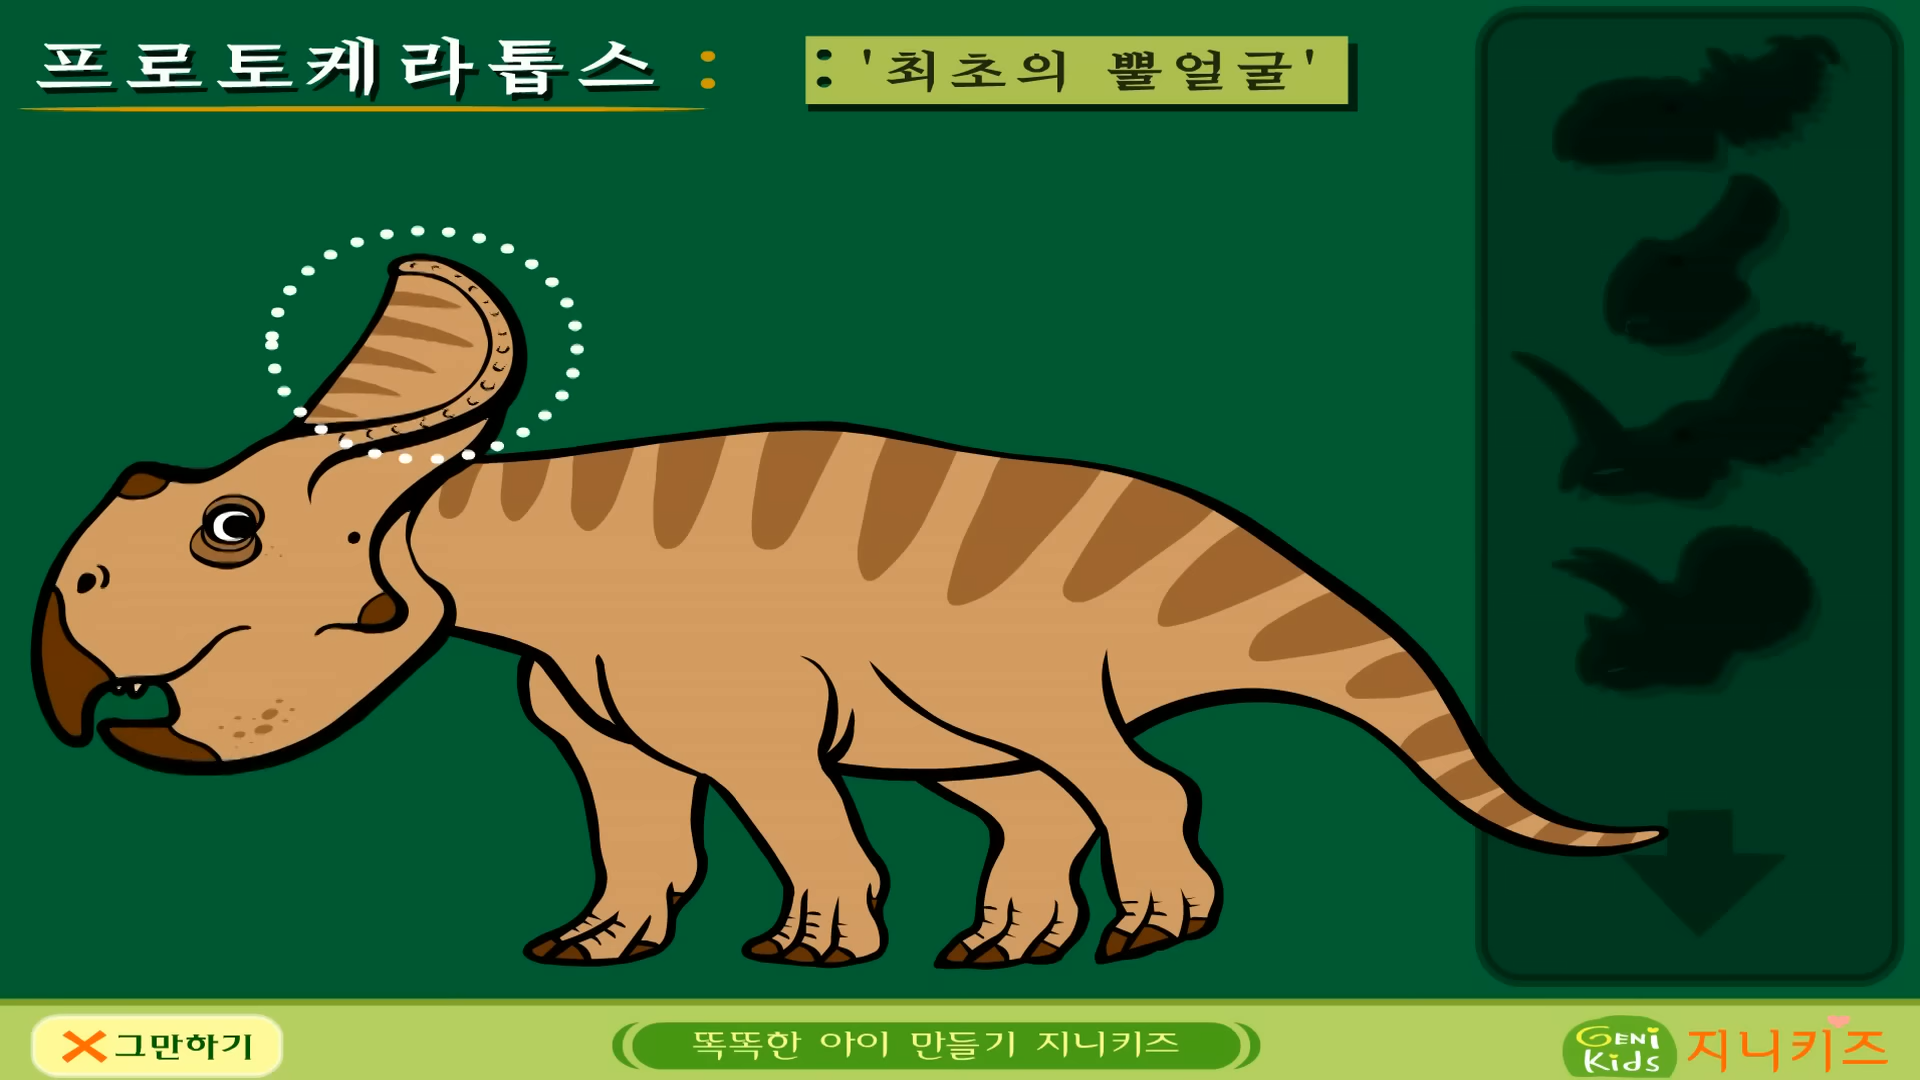 프로토케라톱스 :
: '최초의 뿔얼굴'
그만하기
똑똑한 아이 만들기 지니키즈
GENI
Kids
지니키즈